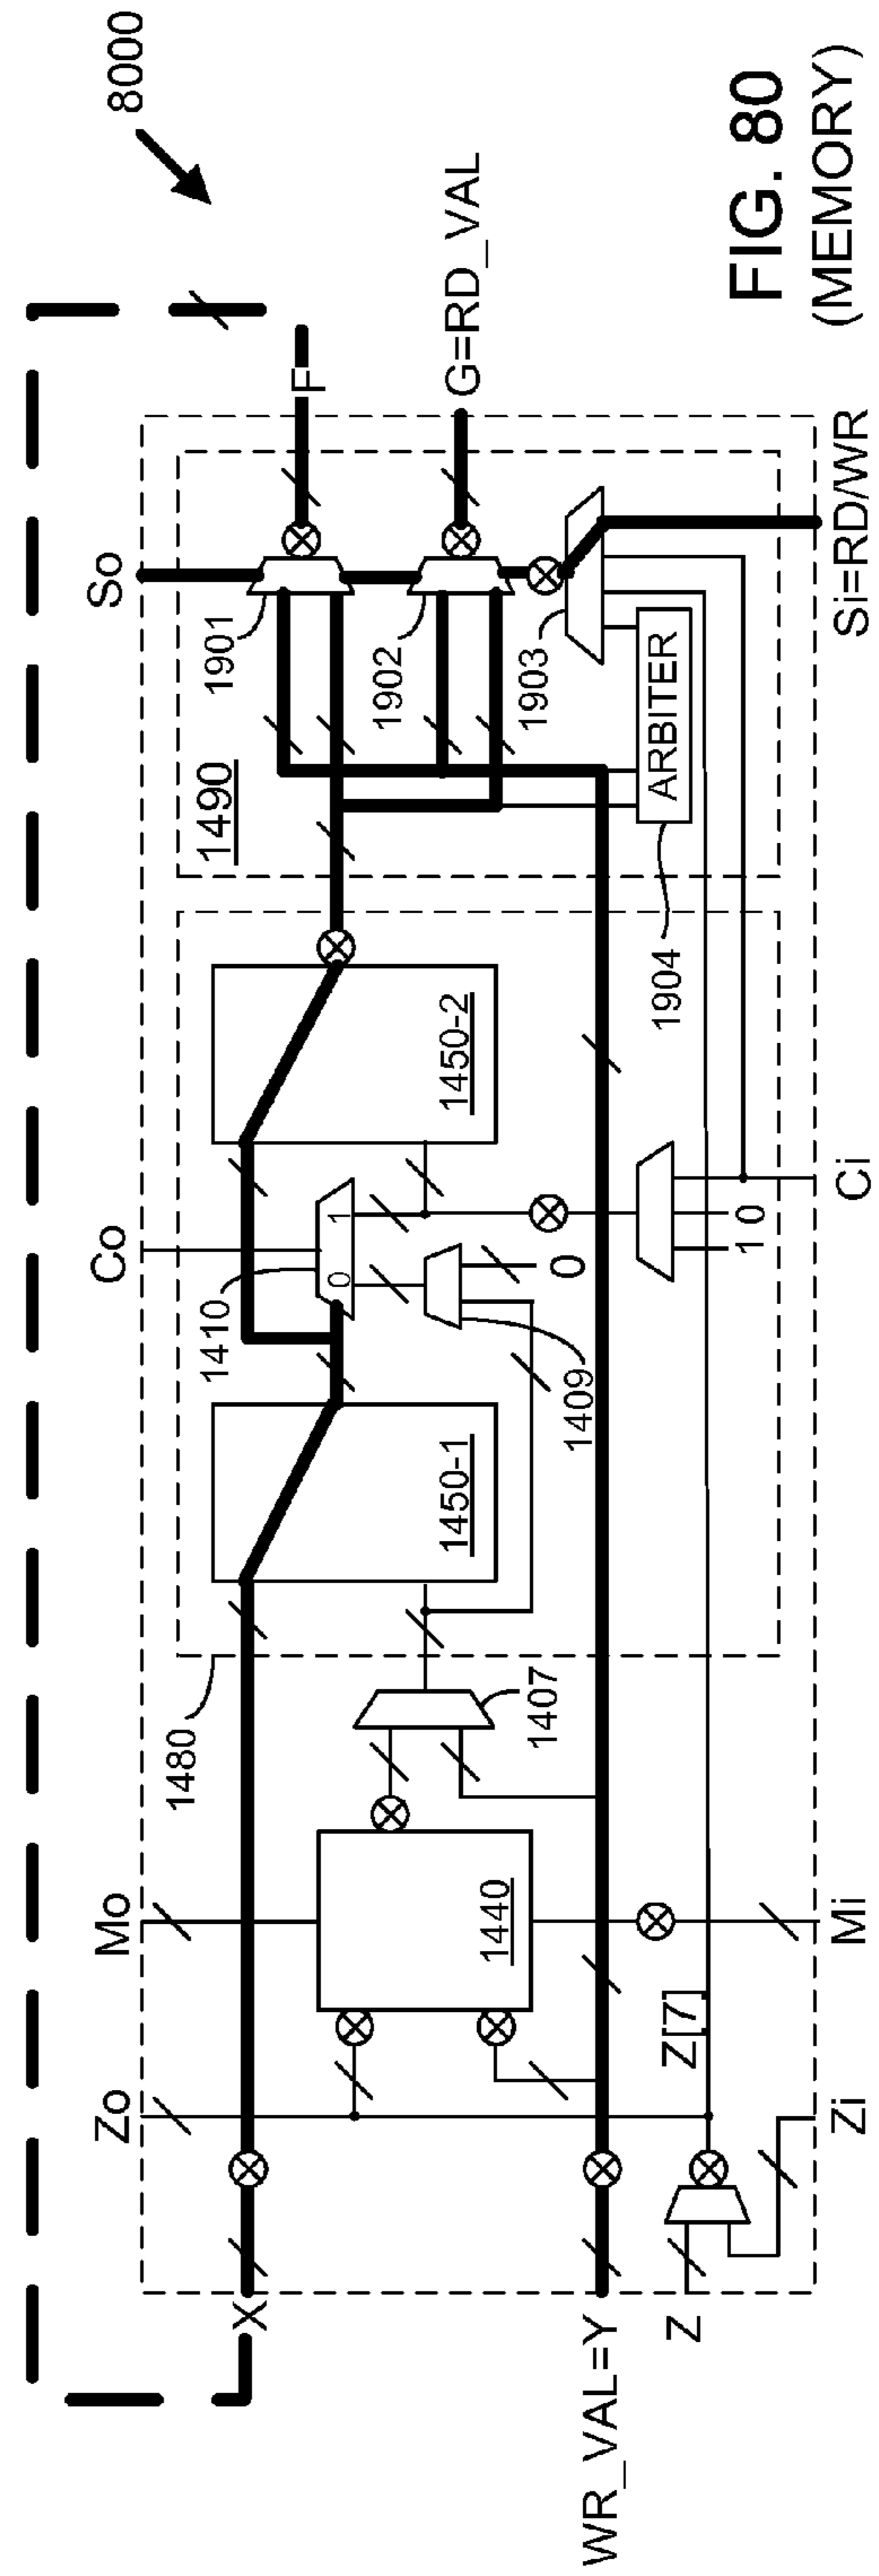 8000
So
F
1901
G=RD_VAL
1490
1902
1903
ARBITER
1904
Si=RD/WR
Co
1450-2
1410
0
1
1409
0
1 0
Ci
1480
1450-1
1407
Mo
1440
Mi
Zo
Z[7]
Zi
X
WR_VAL=Y
Z
FIG. 80
(MEMORY)